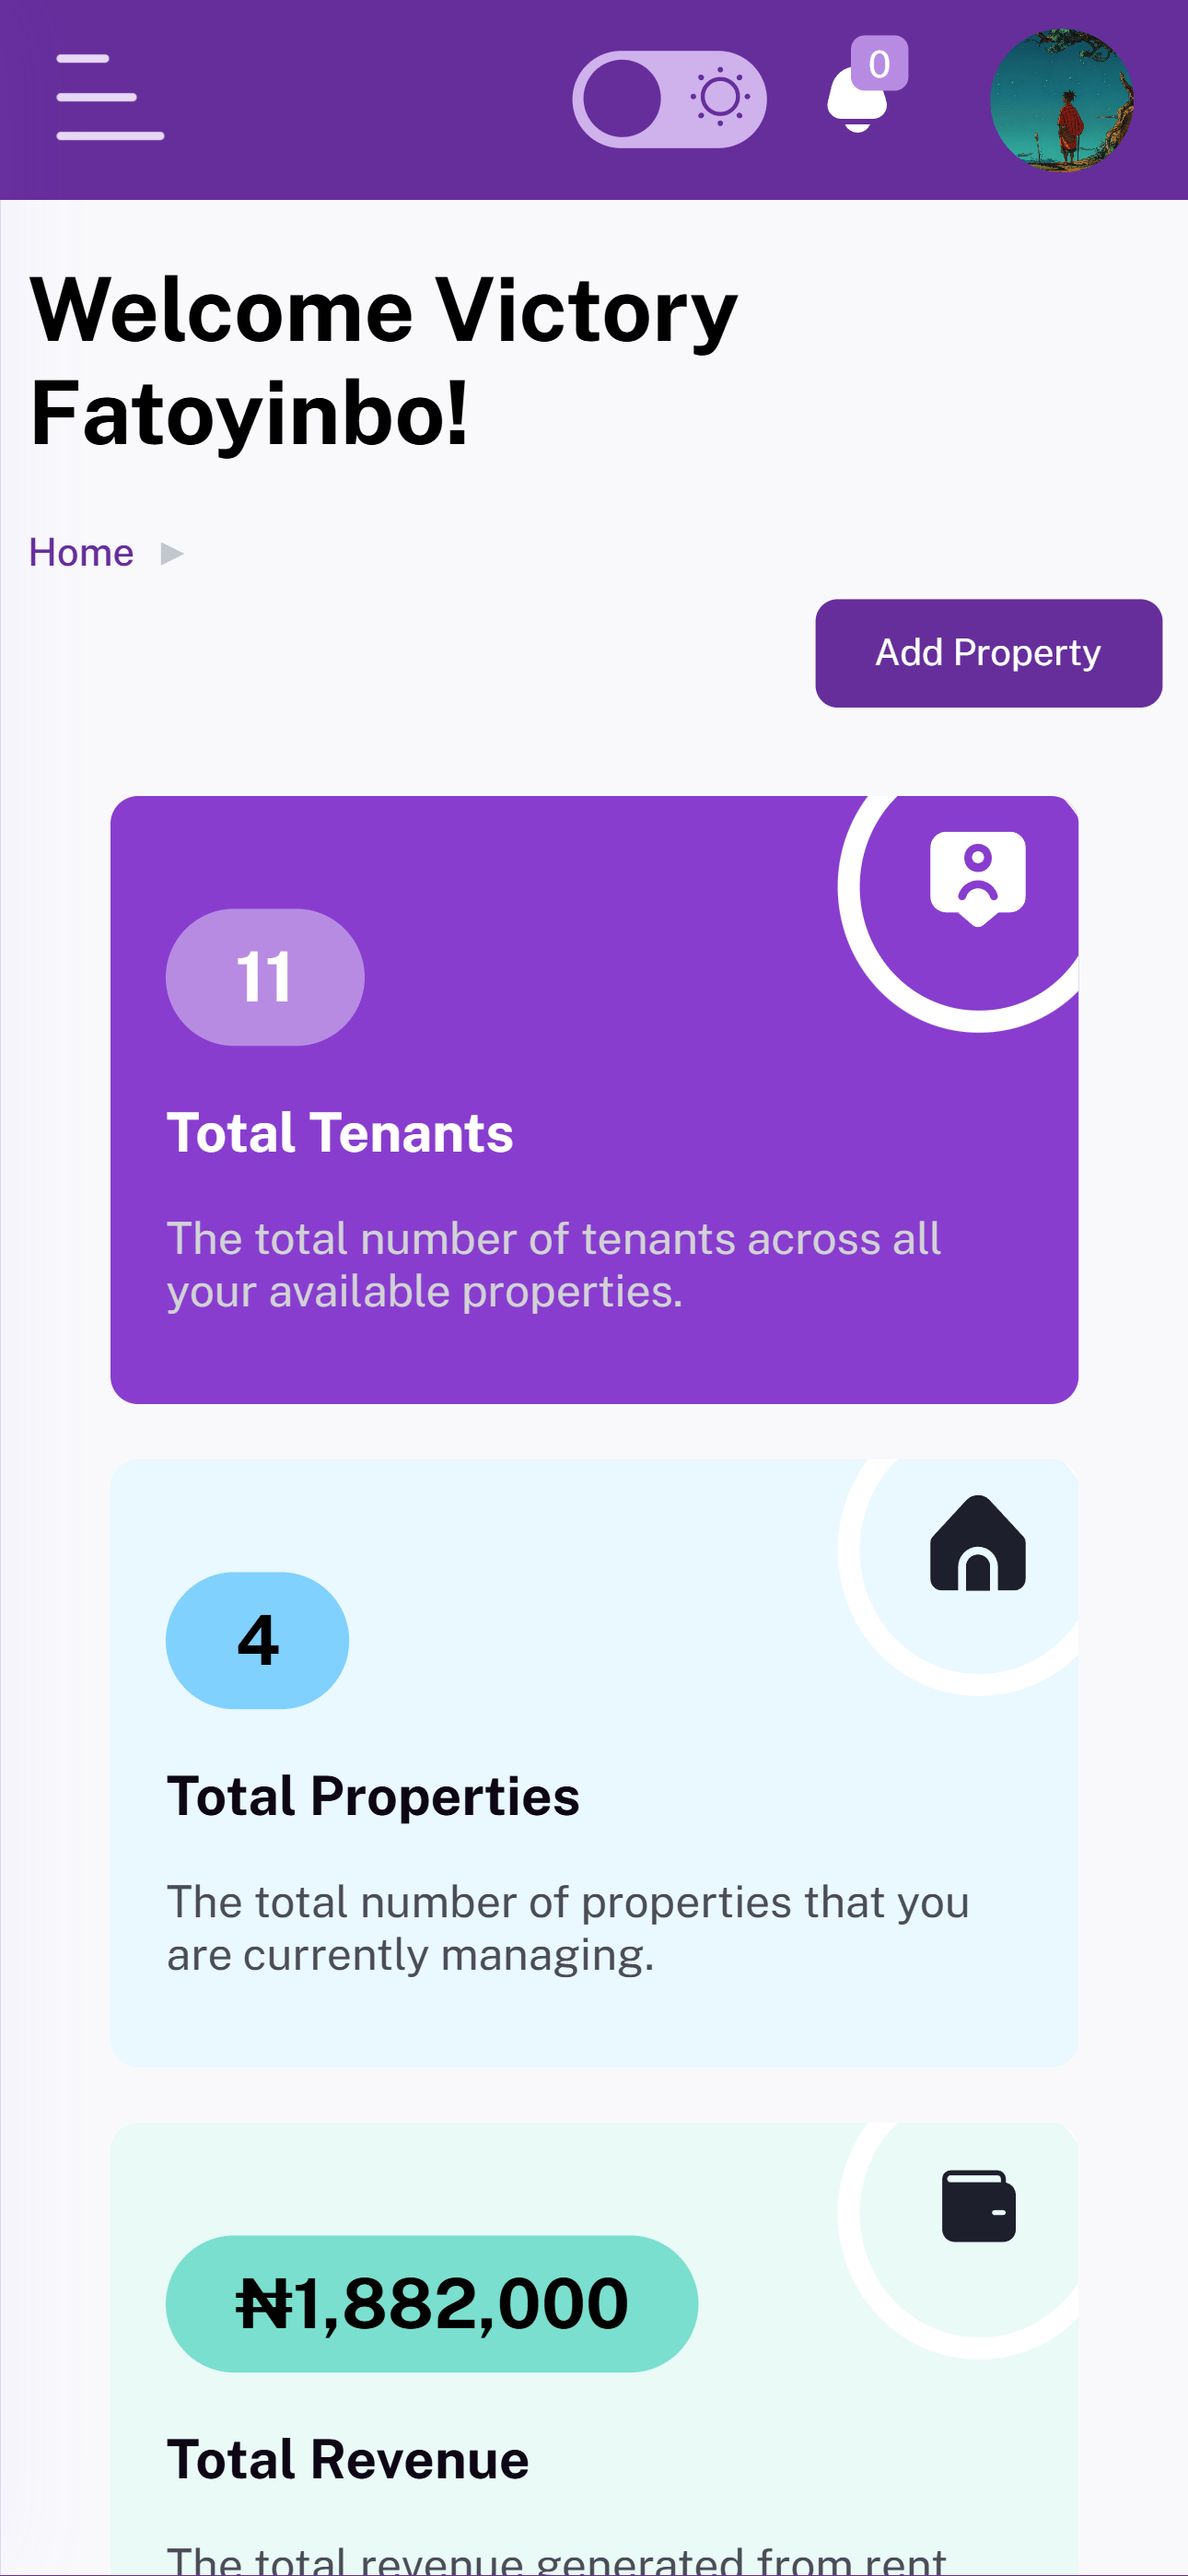 0
Welcome Victory
Fatoyinbo!
Home ►
Add Property
11
Total Tenants
The total number of tenants across all
your available properties.
4
Total Properties
The total number of properties that you
are currently managing.
₦1,882,000
Total Revenue
The total revenue generated from rent